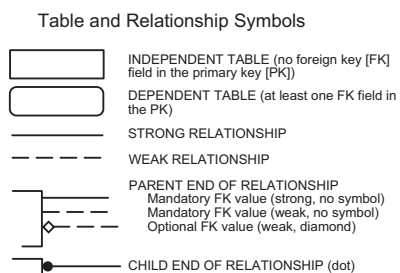 Table and Relationship Symbols
INDEPENDENT TABLE (no foreign key [FK]
field in the primary key [PK])
DEPENDENT TABLE (at least one FK field in
the PK)
STRONG RELATIONSHIP
WEAK RELATIONSHIP
PARENT END OF RELATIONSHIP
Mandatory FK value (strong, no symbol)
Mandatory FK value (weak, no symbol)
Optional FK value (weak, diamond)
CHILD END OF RELATIONSHIP (dot)